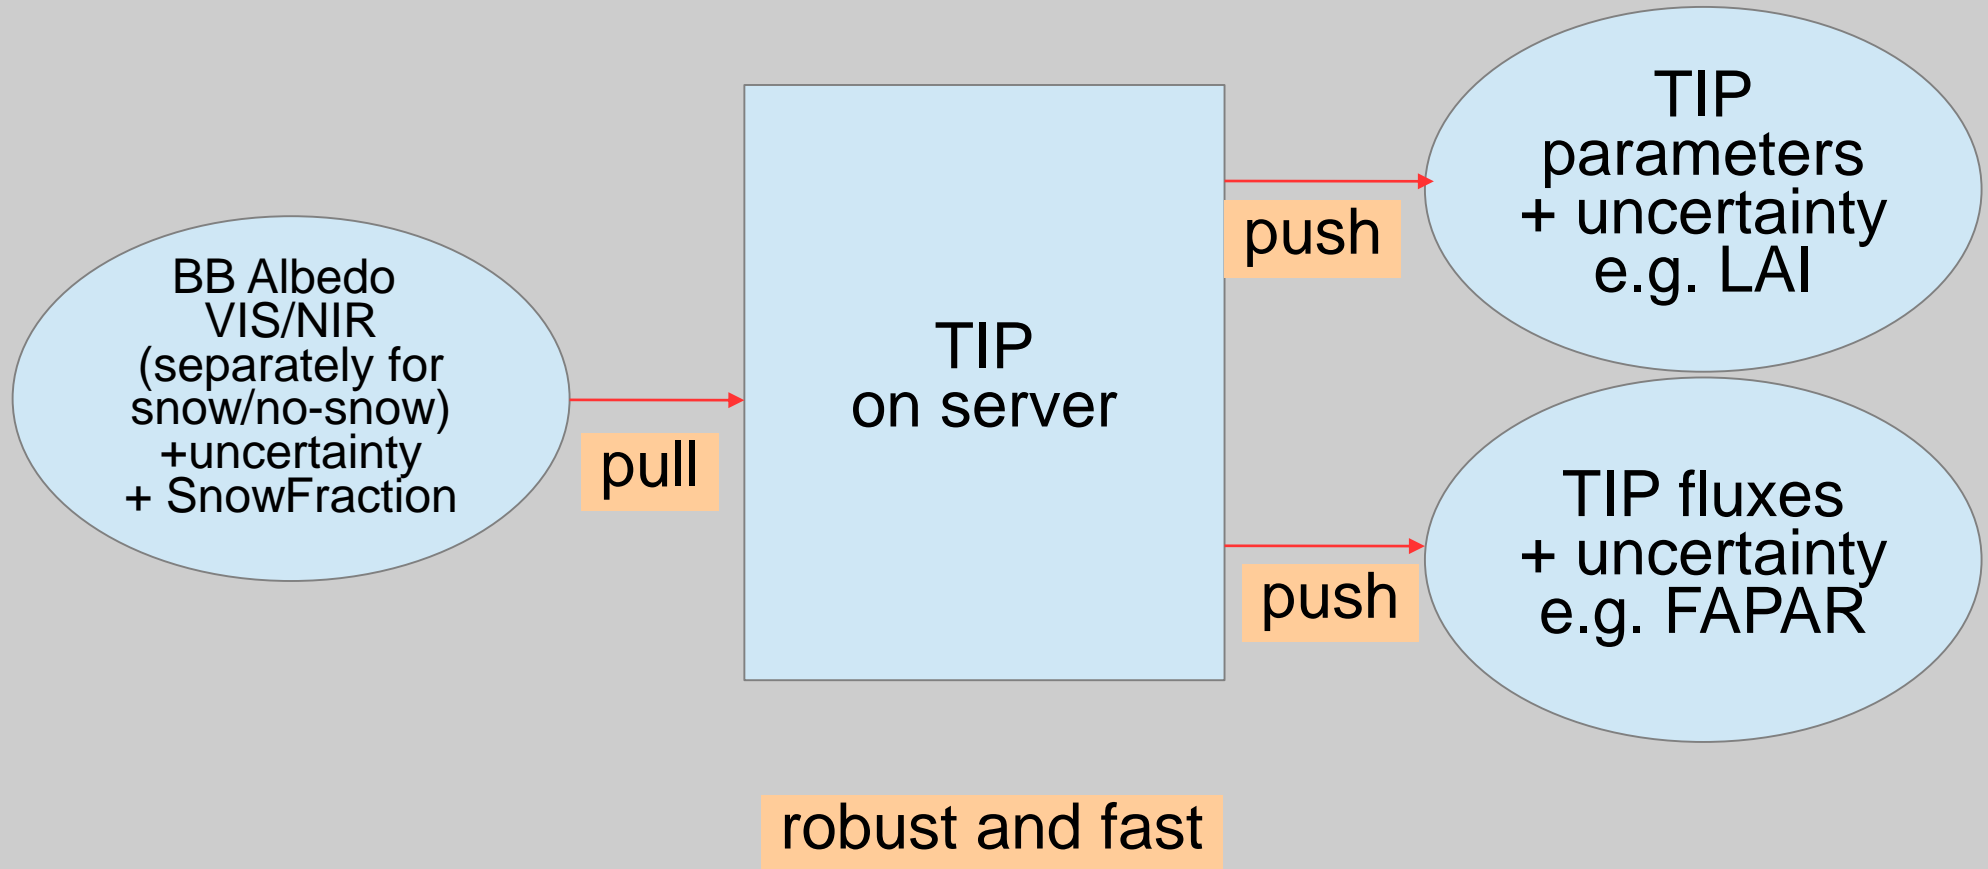 BB Albedo
VIS/NIR
(separately for
snow/no-snow)
+uncertainty
+ SnowFraction
pull
TIP
on server
push
TIP
parameters
+ uncertainty
e.g. LAI
push
TIP fluxes
+ uncertainty
e.g. FAPAR
robust and fast